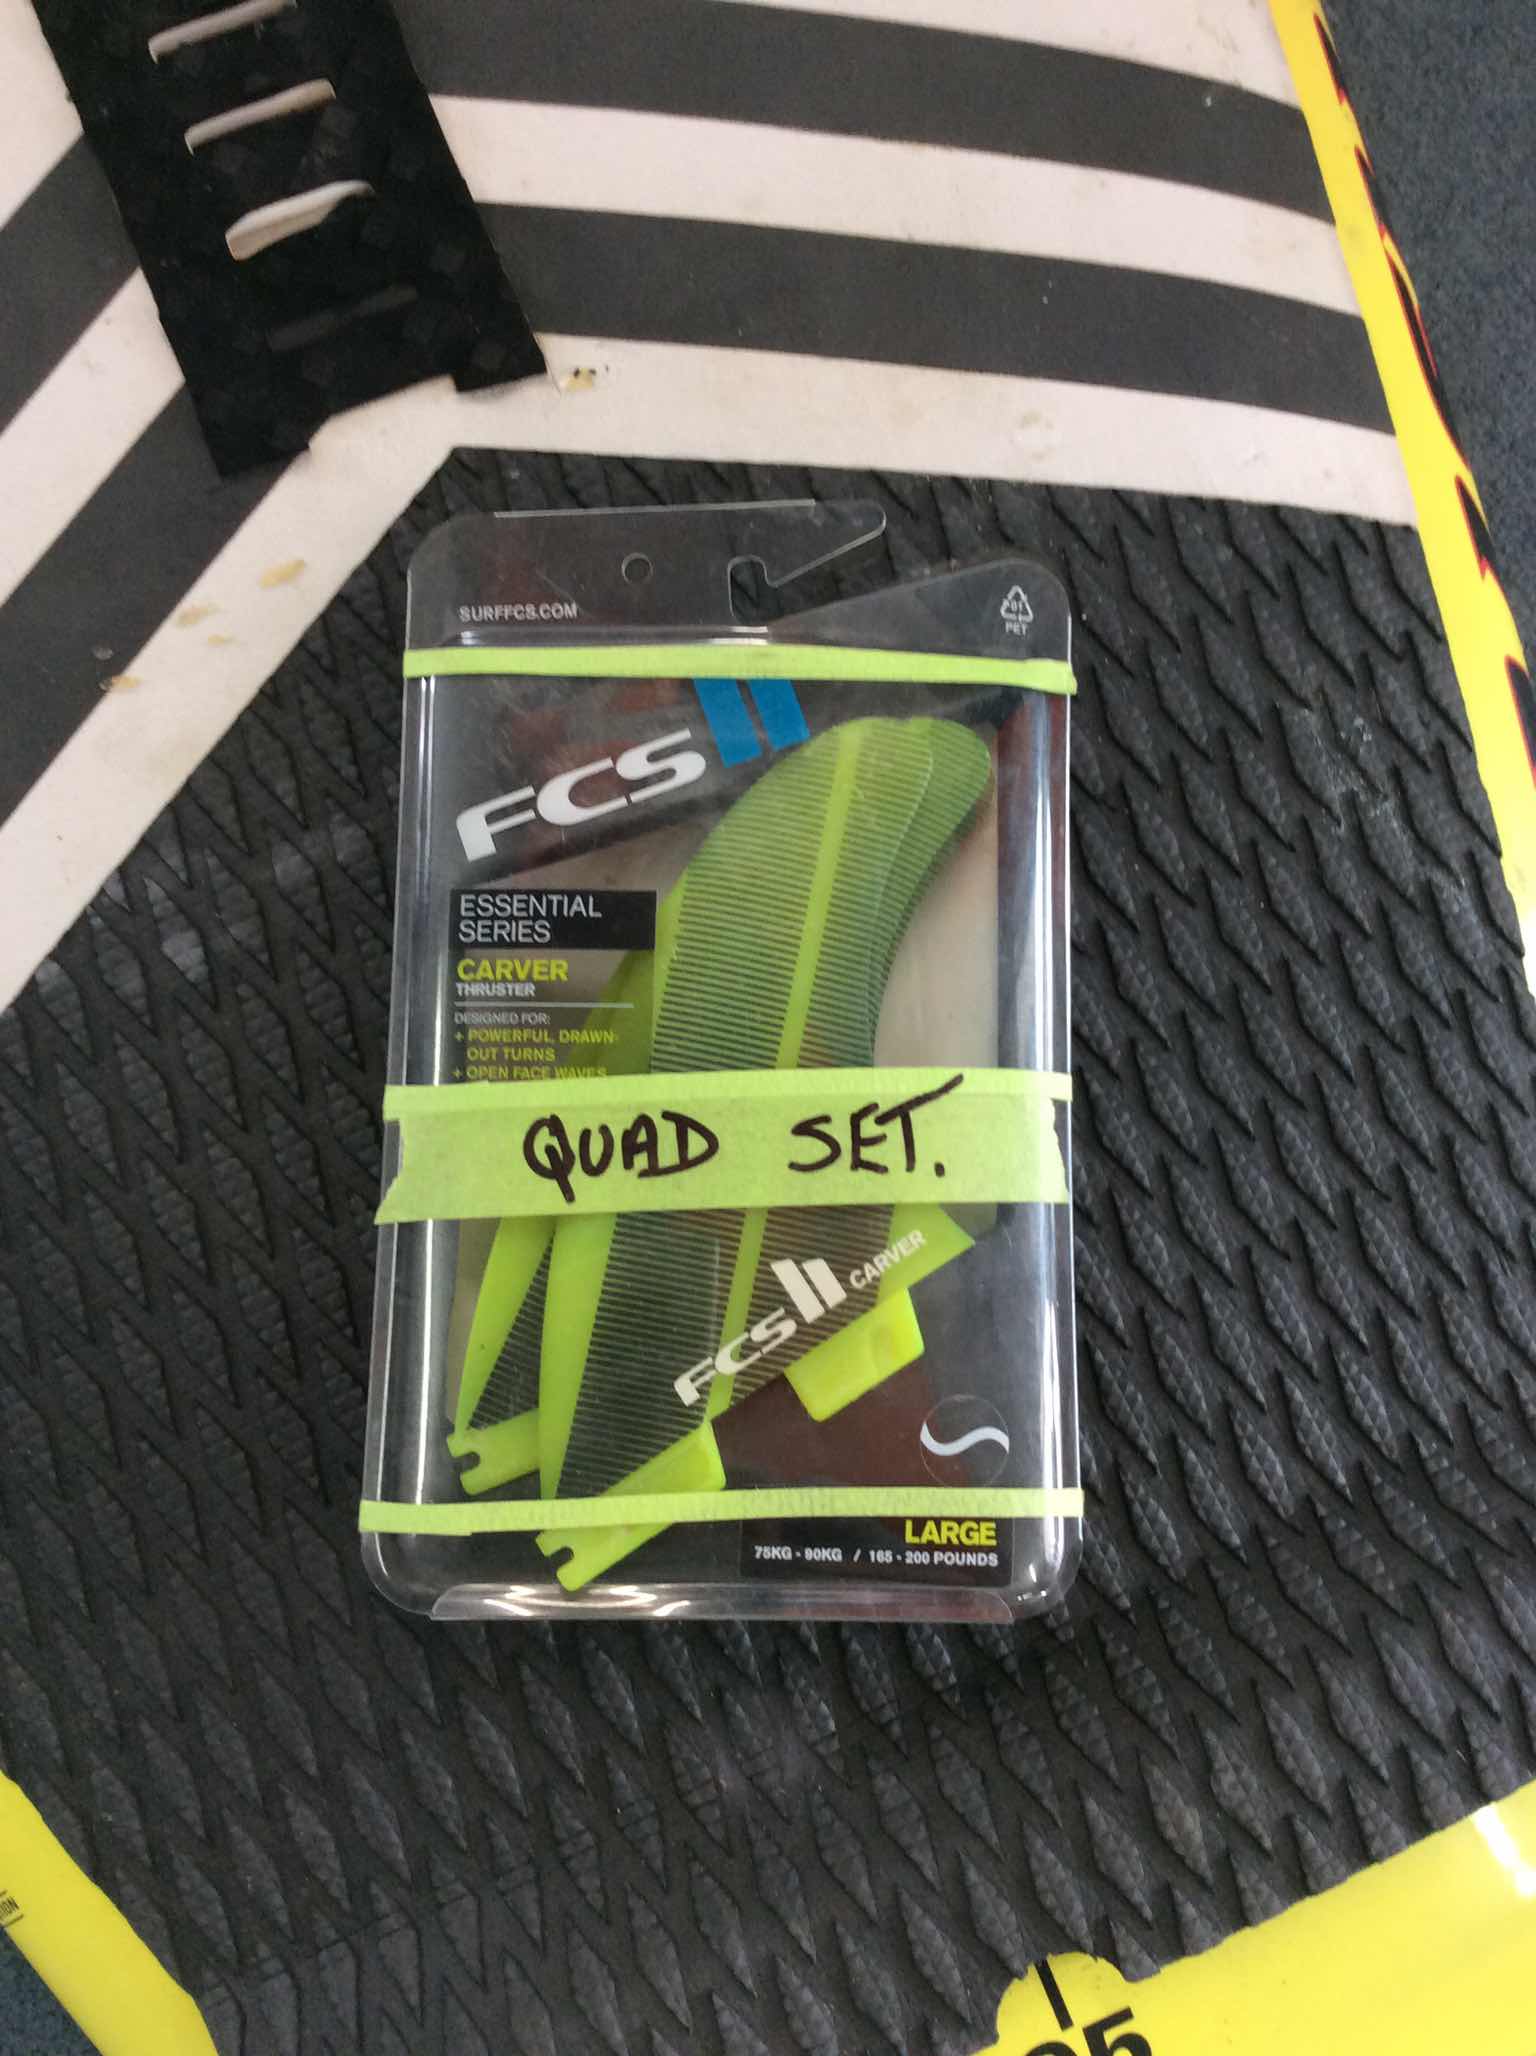 SURFFCS.COM
01
PET
FCS II
ESSENTIAL
SERIES
CARVER
THRUSTER
DESIGNED FOR:
+ POWERFUL, DRAWN-
OUT TURNS
+ OPEN FACE WAVES
QUAD SET.
FCS II CARVER
LARGE
75KG - 90KG / 165 - 200 POUNDS